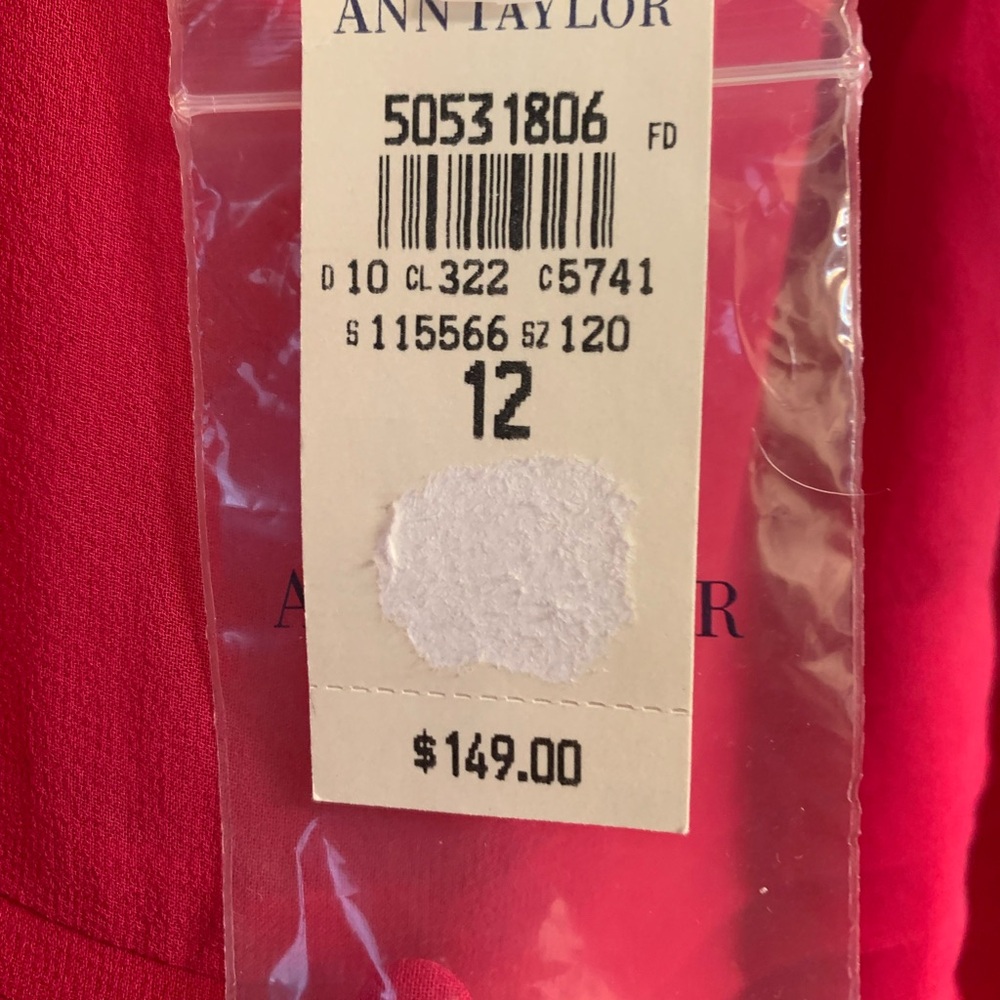 ANN TAYLOR
50531806 FD
D 10 CL 322 C 5741
S 115566 SZ 120
12
A R
$149.00